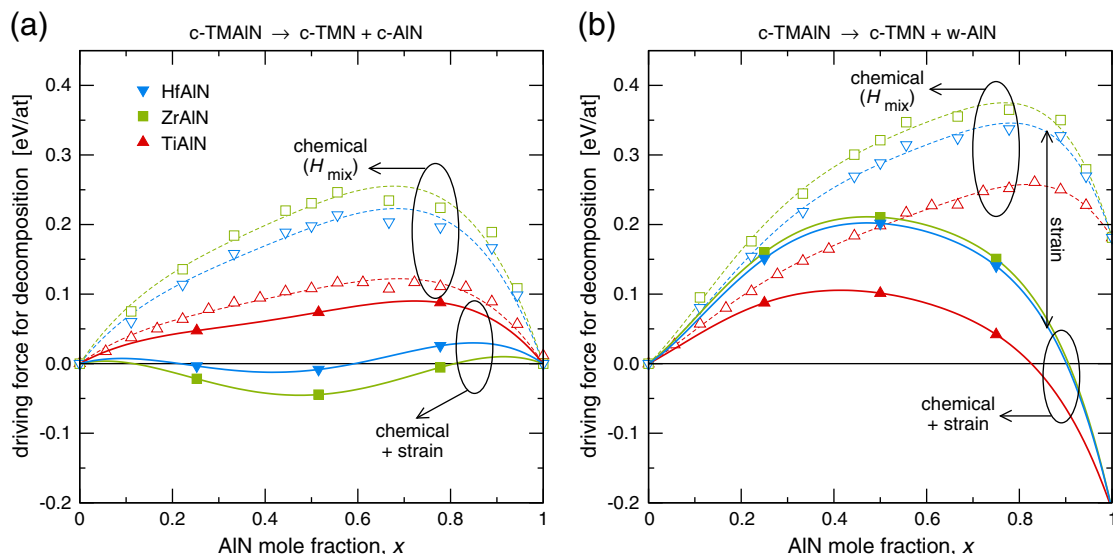 (a)
c-TMAlN → c-TMN + c-AlN
driving force for decomposition [eV/at]
0.4
0.3
0.2
0.1
0.0
-0.1
-0.2
HfAlN
ZrAlN
TiAlN
chemical
(H mix)
chemical
+ strain
0
0.2
0.4
0.6
0.8
1
AlN mole fraction, x
(b)
c-TMAlN → c-TMN + w-AlN
driving force for decomposition [eV/at]
0.4
0.3
0.2
0.1
0.0
-0.1
-0.2
chemical
(H mix)
strain
chemical
+ strain
0
0.2
0.4
0.6
0.8
1
AlN mole fraction, x